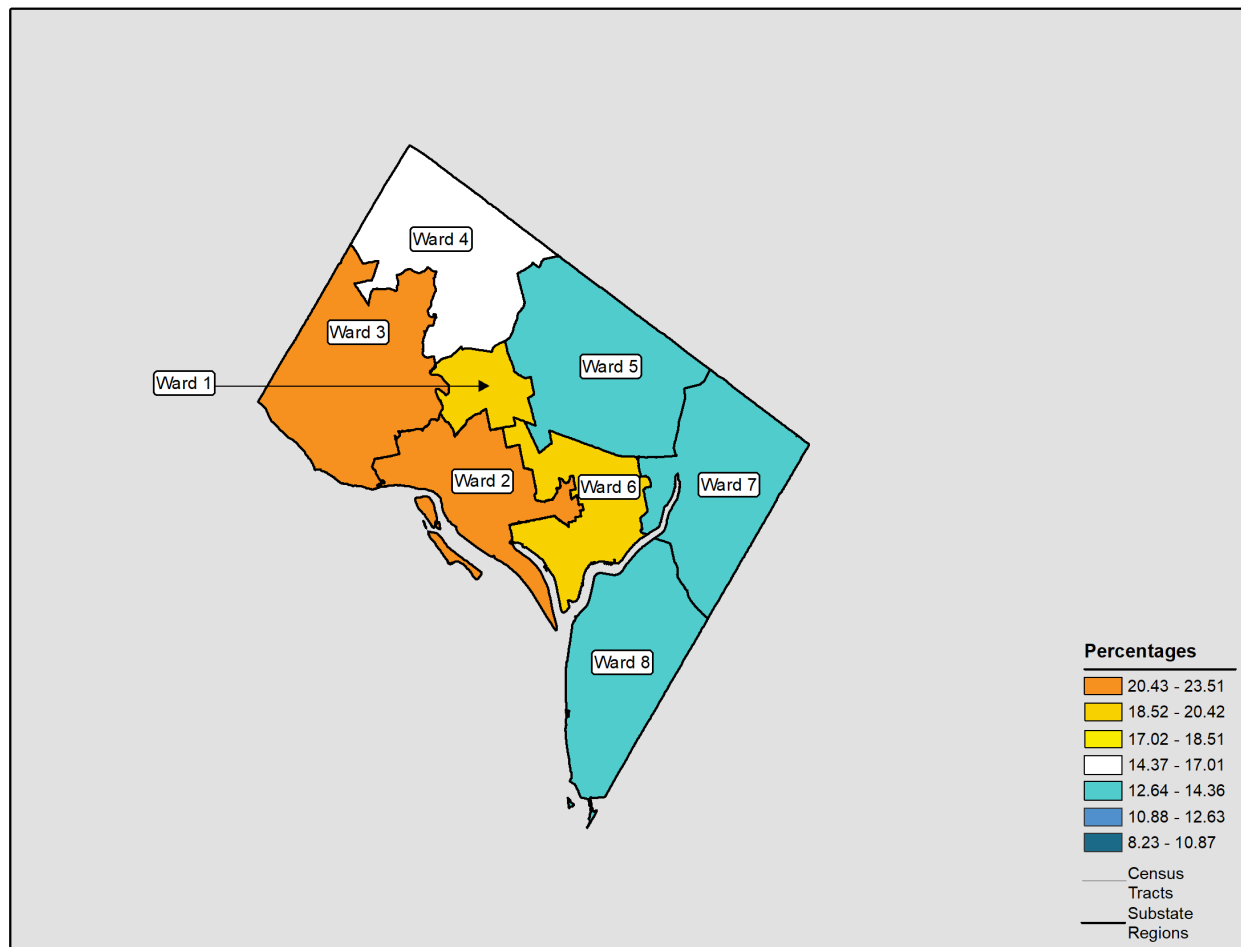 Ward 4
Ward 3
Ward 1
Ward 5
Ward 2
Ward 6
Ward 7
Ward 8
Percentages
20.43 - 23.51
18.52 - 20.42
17.02 - 18.51
14.37 - 17.01
12.64 - 14.36
10.88 - 12.63
8.23 - 10.87
Census
Tracts
Substate
Regions